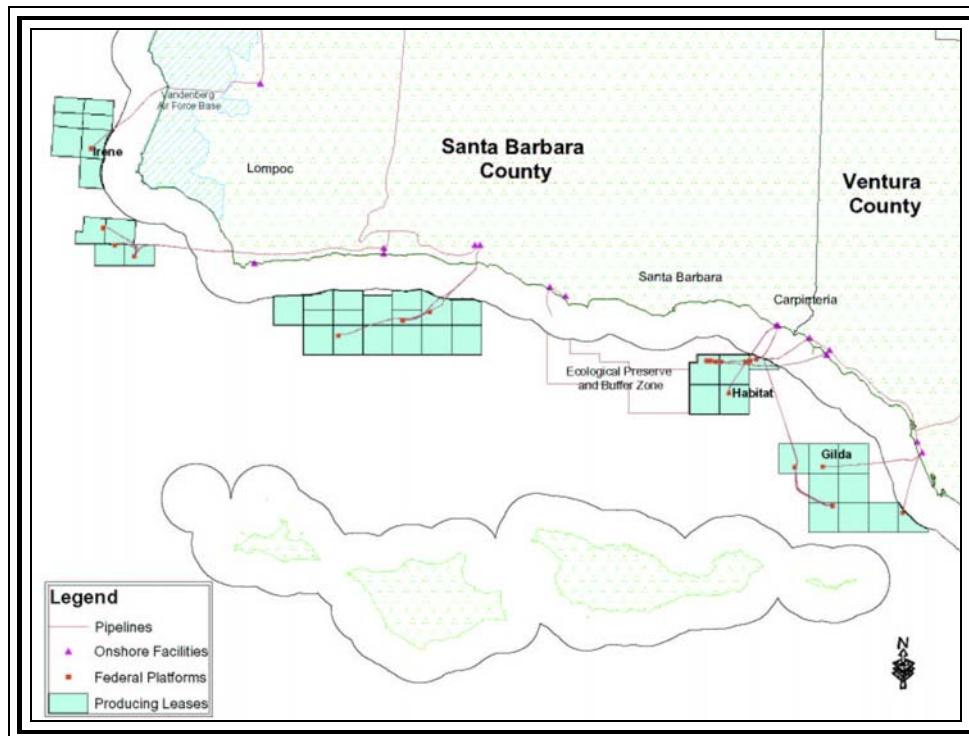 Vandenberg
Air Force Base
Irene
Lompoc
Santa Barbara
County
Ventura
County
Santa Barbara
Carpinteria
Ecological Preserve
and Buffer Zone
Habitat
Gilda
Legend
Pipelines
Onshore Facilities
Federal Platforms
Producing Leases
N